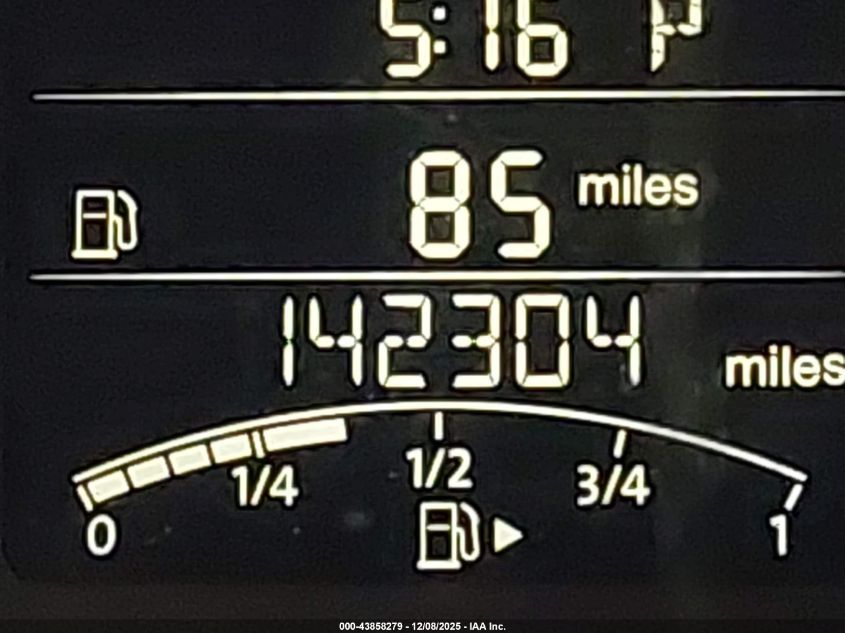 5:16 P
85 miles
142304 miles
1/4 1/2 3/4
0 1
000-43858279 - 12/08/2025 - IAA Inc.